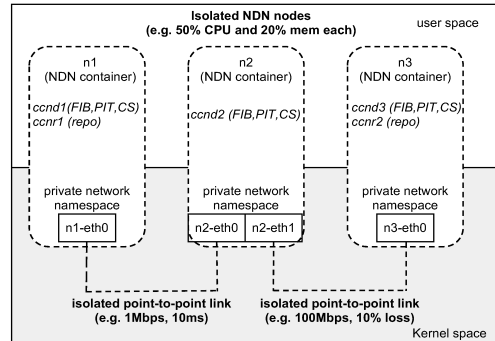 Isolated NDN nodes
(e.g. 50% CPU and 20% mem each)
user space
n1
(NDN container)
ccnd1(FIB,PIT,CS)
ccnr1 (repo)
n2
(NDN container)
ccnd2 (FIB,PIT,CS)
n3
(NDN container)
ccnd3 (FIB,PIT,CS)
ccnr2 (repo)
private network
namespace
n1-eth0
private network
namespace
n2-eth0
n2-eth1
private network
namespace
n3-eth0
isolated point-to-point link
(e.g. 1Mbps, 10ms)
isolated point-to-point link
(e.g. 100Mbps, 10% loss)
Kernel space